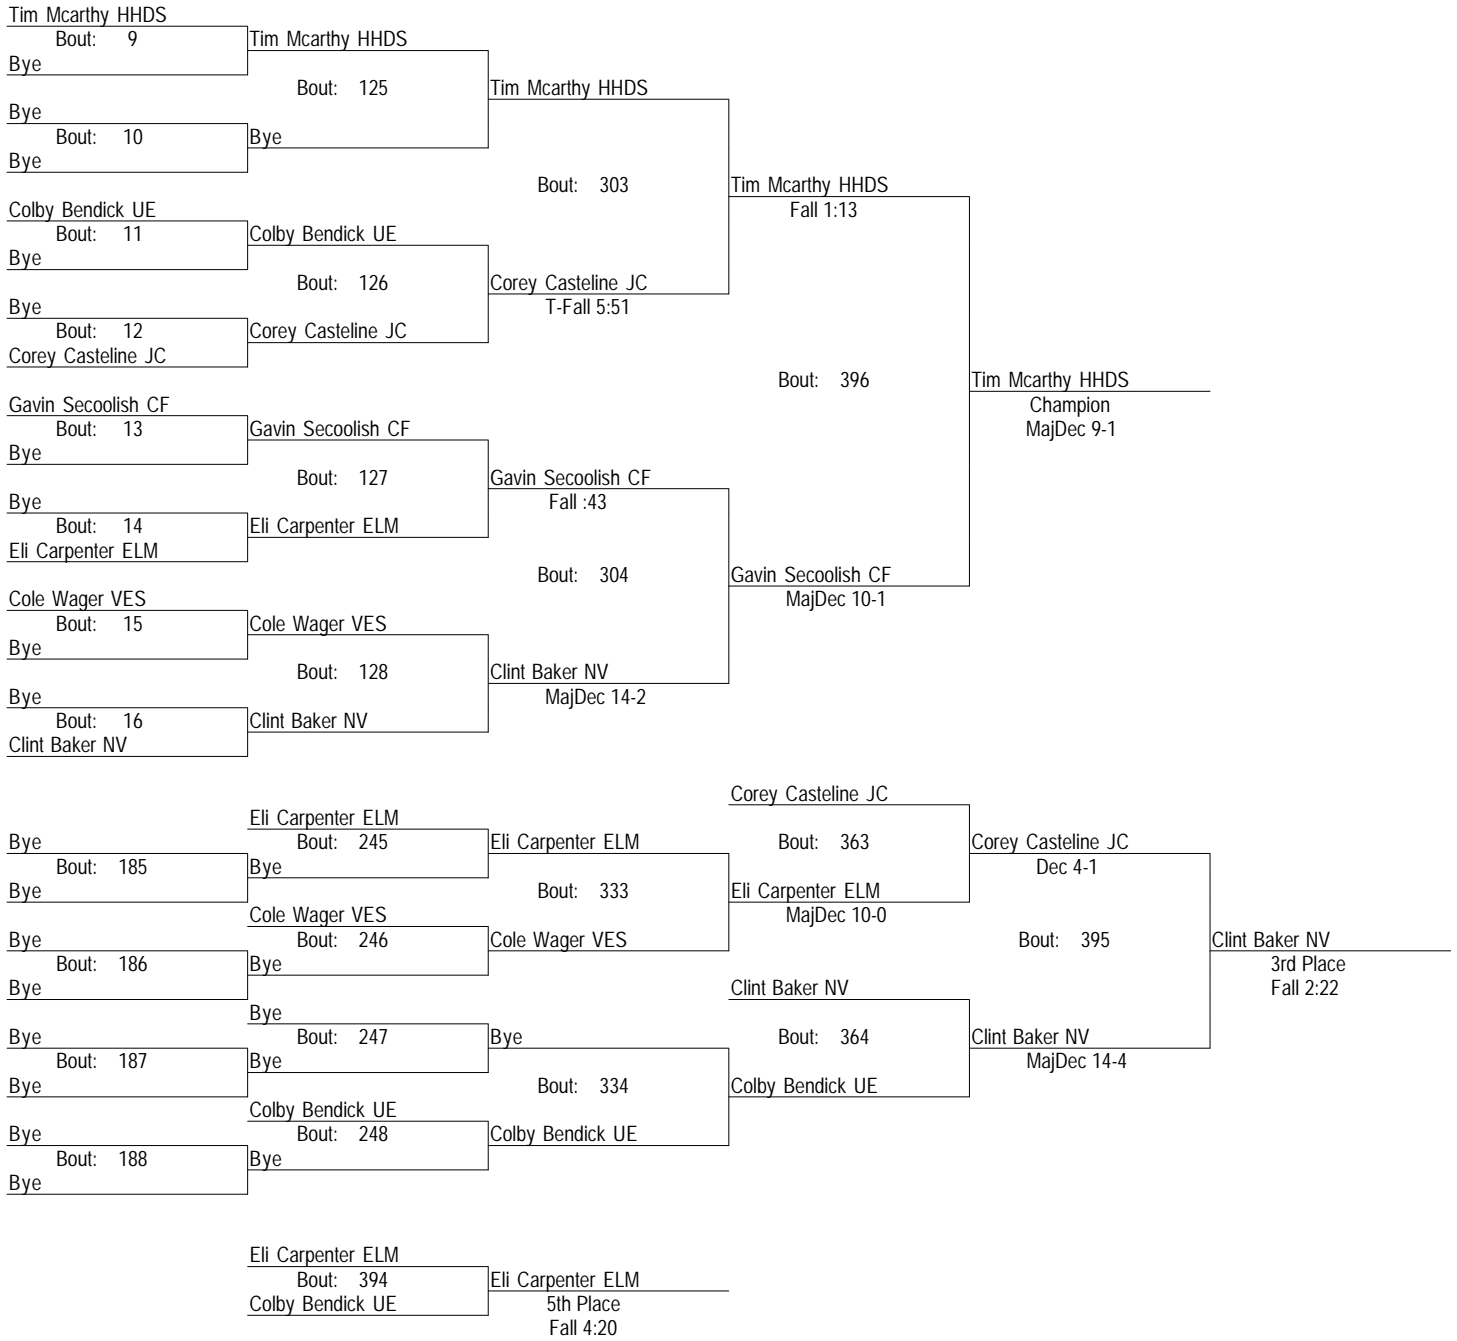 Tim Mcarthy HHDS
Bout: 9
Tim Mcarthy HHDS
Bye
Bout: 125
Tim Mcarthy HHDS
Bye
Bout: 10
Bye
Bye
Bout: 303
Tim Mcarthy HHDS
Fall 1:13
Colby Bendick UE
Bout: 11
Colby Bendick UE
Bye
Bout: 126
Corey Casteline JC
T-Fall 5:51
Bye
Bout: 12
Corey Casteline JC
Corey Casteline JC
Bout: 396
Tim Mcarthy HHDS
Champion
MajDec 9-1
Gavin Secoolish CF
Bout: 13
Gavin Secoolish CF
Bye
Bout: 127
Gavin Secoolish CF
Fall :43
Bye
Bout: 14
Eli Carpenter ELM
Eli Carpenter ELM
Bout: 304
Gavin Secoolish CF
MajDec 10-1
Cole Wager VES
Bout: 15
Cole Wager VES
Bye
Bout: 128
Clint Baker NV
MajDec 14-2
Bye
Bout: 16
Clint Baker NV
Clint Baker NV
Corey Casteline JC
Eli Carpenter ELM
Bye
Bout: 245
Eli Carpenter ELM
Bout: 363
Corey Casteline JC
Dec 4-1
Bout: 185
Bye
Bye
Bout: 333
Eli Carpenter ELM
MajDec 10-0
Cole Wager VES
Bye
Bout: 246
Cole Wager VES
Bout: 395
Clint Baker NV
3rd Place
Fall 2:22
Bout: 186
Bye
Bye
Clint Baker NV
Bye
Bye
Bout: 247
Bye
Bout: 364
Clint Baker NV
MajDec 14-4
Bout: 187
Bye
Bye
Bout: 334
Colby Bendick UE
Colby Bendick UE
Bye
Bout: 248
Colby Bendick UE
Bout: 188
Bye
Bye
Eli Carpenter ELM
Bout: 394
Eli Carpenter ELM
Colby Bendick UE
5th Place
Fall 4:20